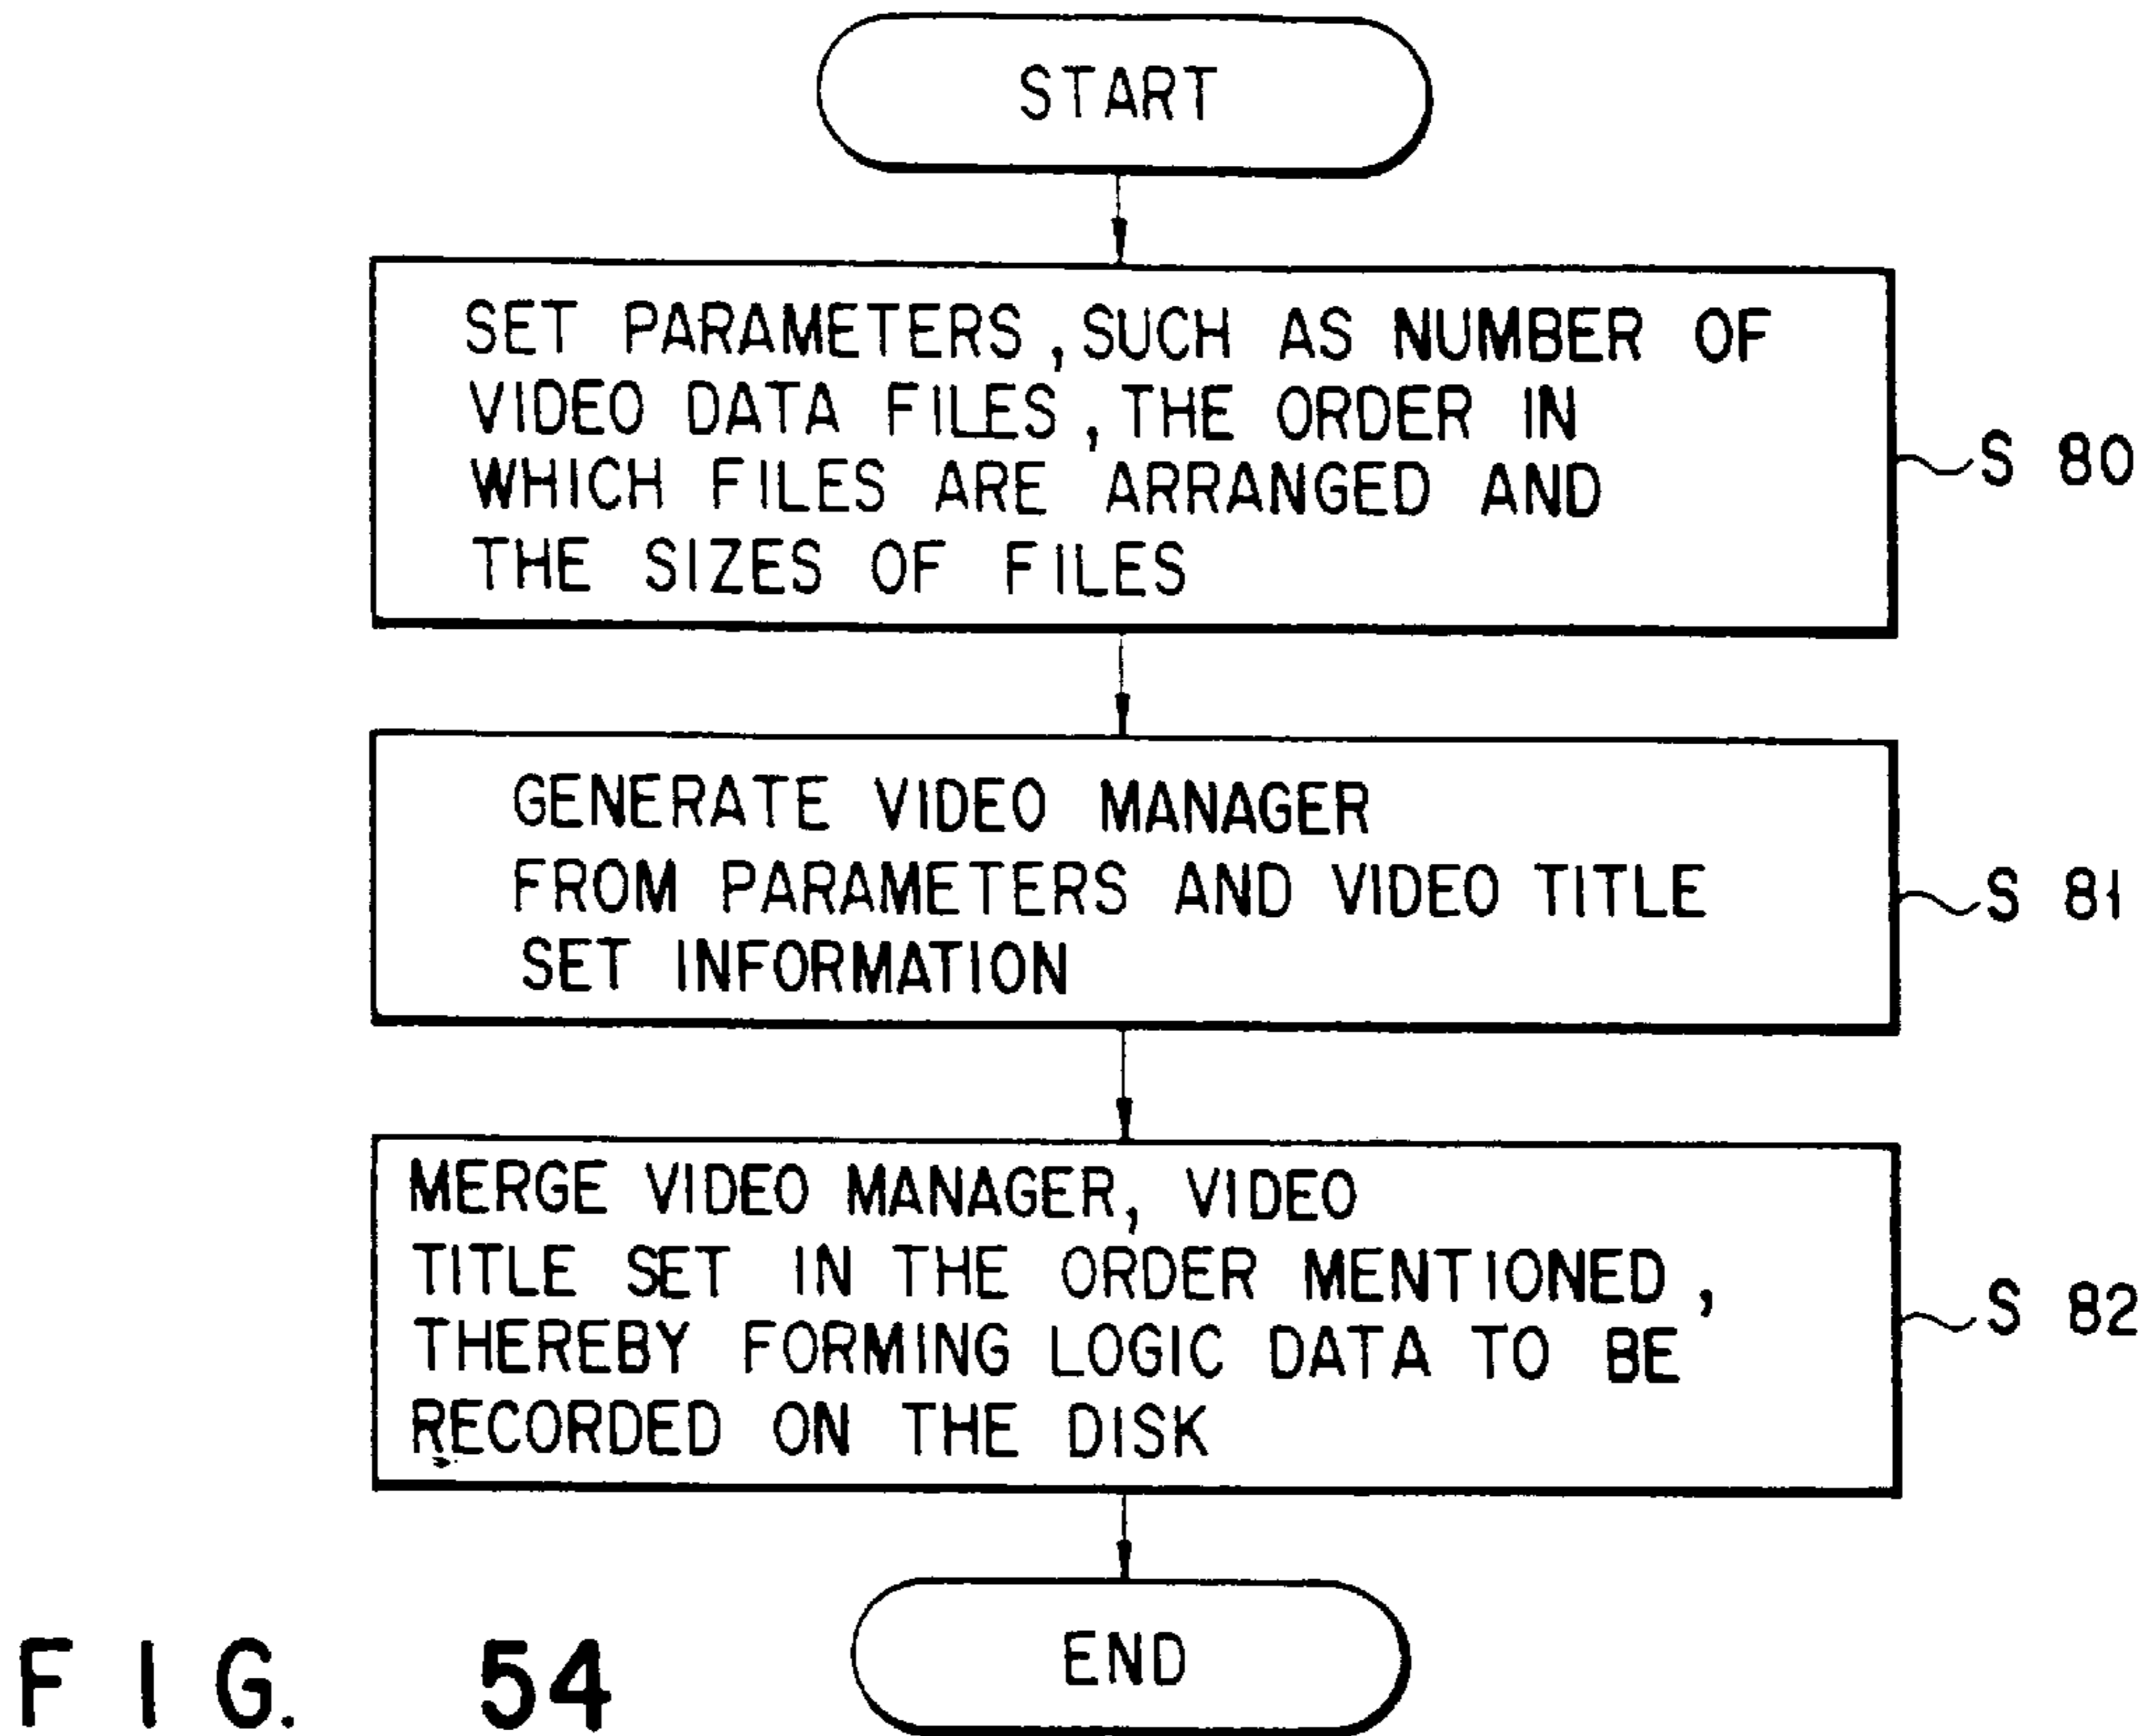 START
SET PARAMETERS, SUCH AS NUMBER OF
VIDEO DATA FILES, THE ORDER IN
WHICH FILES ARE ARRANGED AND
THE SIZES OF FILES
S 80
GENERATE VIDEO MANAGER
FROM PARAMETERS AND VIDEO TITLE
SET INFORMATION
S 81
MERGE VIDEO MANAGER, VIDEO
TITLE SET IN THE ORDER MENTIONED,
THEREBY FORMING LOGIC DATA TO BE
RECORDED ON THE DISK
S 82
END
FIG. 54